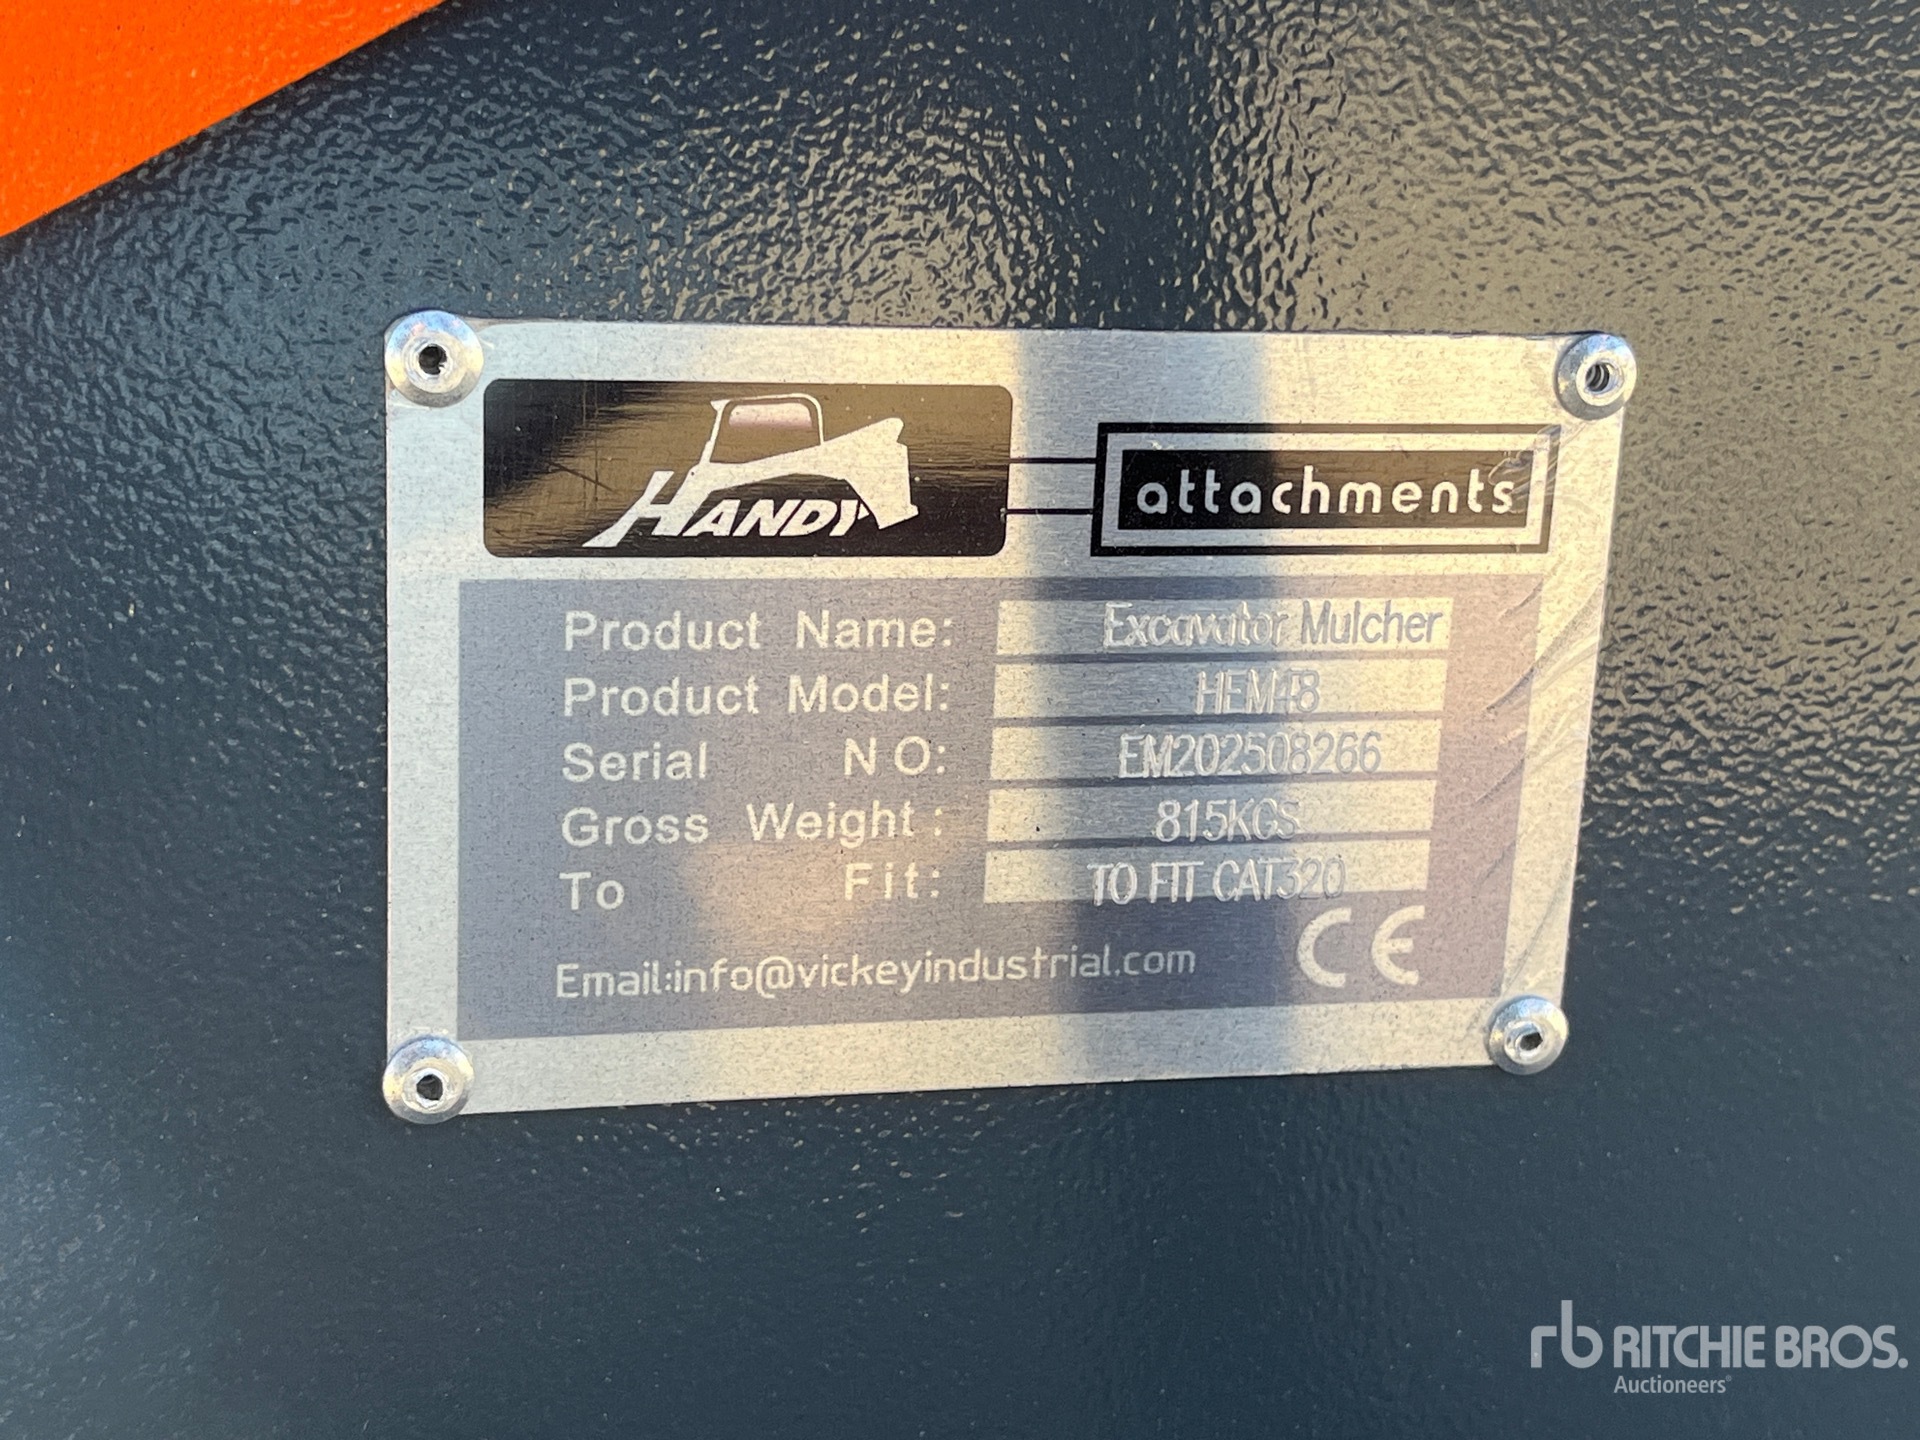 HANDY attachments
Product Name: Excavator Mulcher
Product Model: HEM48
Serial NO: EM202508266
Gross Weight: 815KGS
To Fit: TO FIT CAT320
Email:info@vickeyindustrial.com CE
rb RITCHIE BROS.
Auctioneers